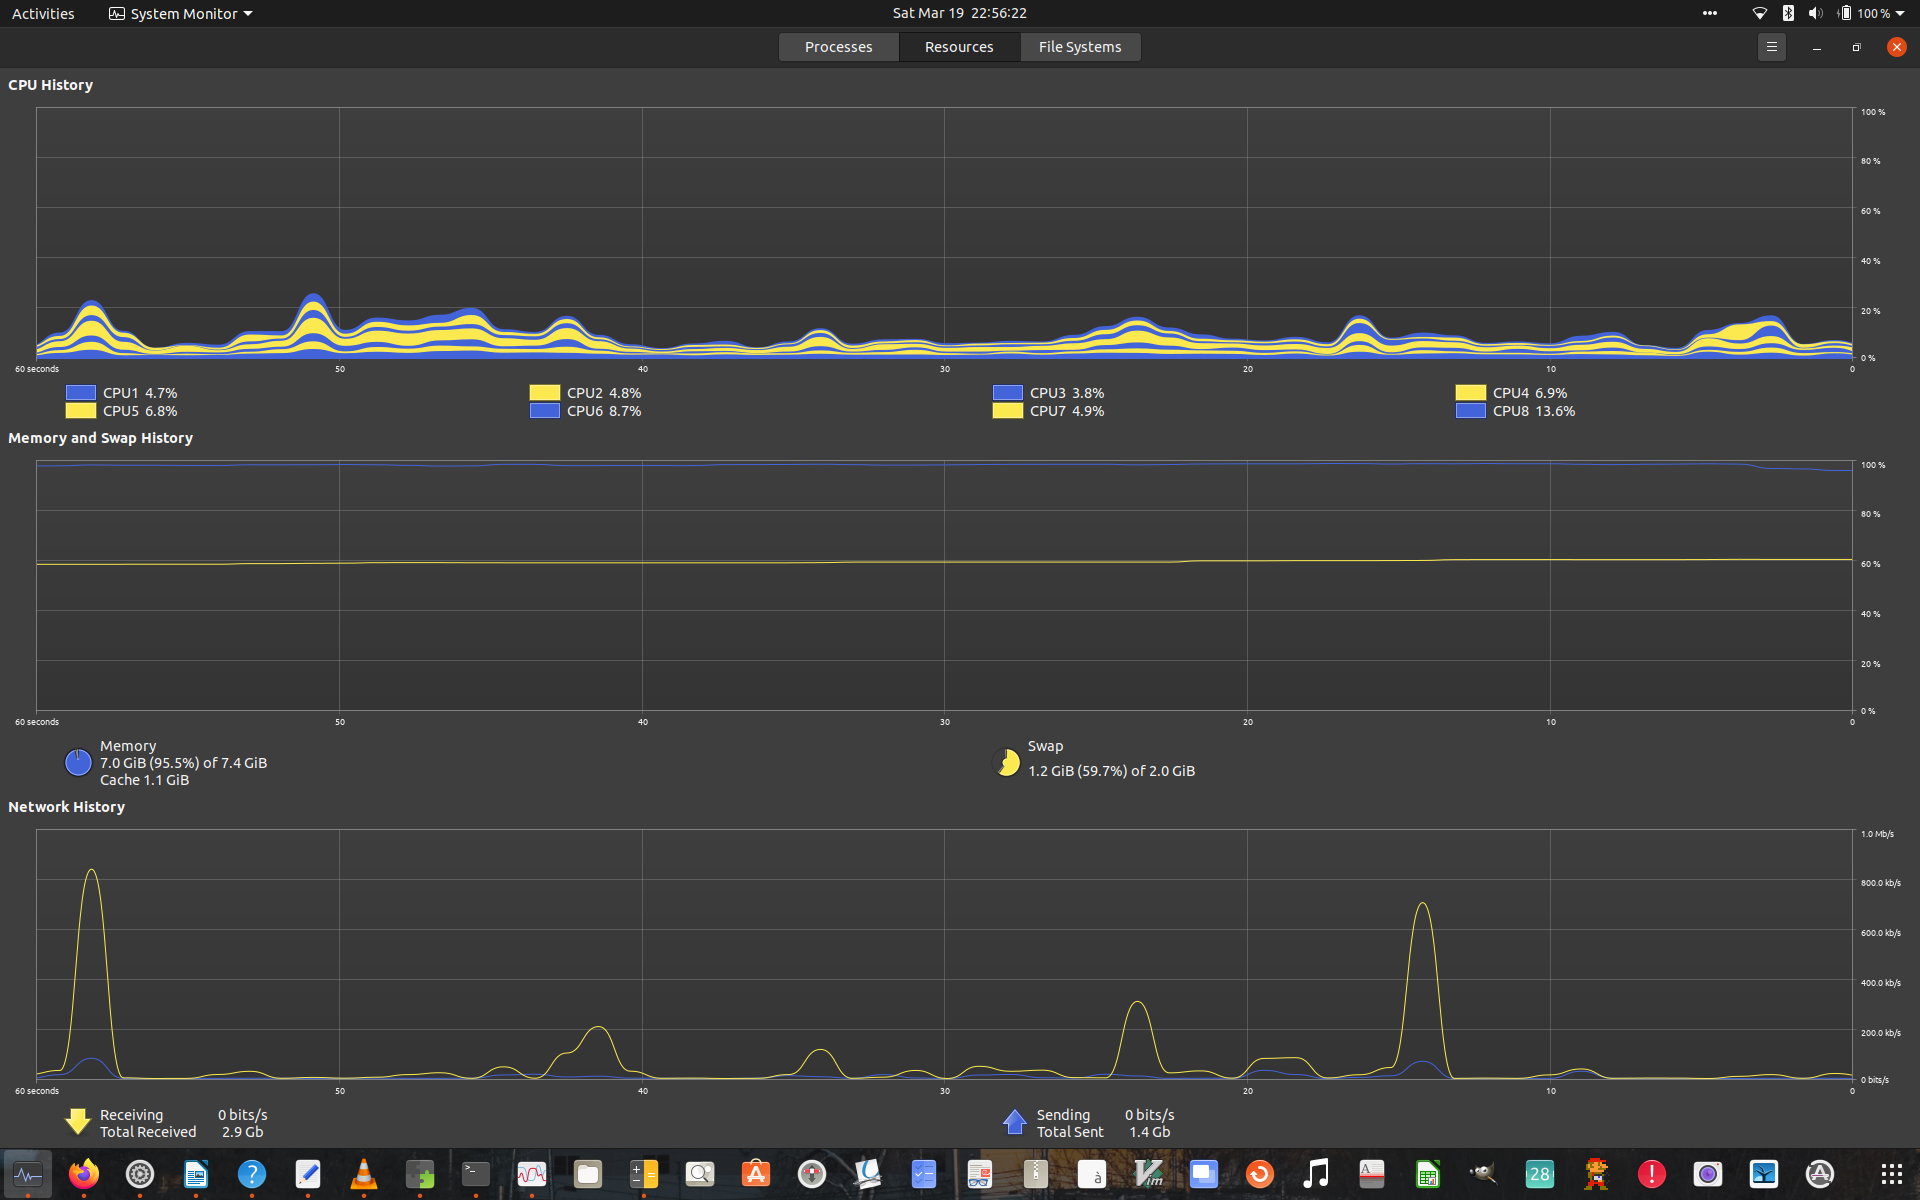 Activities System Monitor Sat Mar 19 22:56:22 100 %
Processes Resources File Systems
CPU History
100 %
80 %
60 %
40 %
20 %
0 %
60 seconds 50 40 30 20 10 0
CPU1 4.7% CPU2 4.8% CPU3 3.8% CPU4 6.9%
CPU5 6.8% CPU6 8.7% CPU7 4.9% CPU8 13.6%
Memory and Swap History
100 %
80 %
60 %
40 %
20 %
0 %
60 seconds 50 40 30 20 10 0
Memory
7.0 GiB (95.5%) of 7.4 GiB
Cache 1.1 GiB
Swap
1.2 GiB (59.7%) of 2.0 GiB
Network History
1.0 Mb/s
800.0 kb/s
600.0 kb/s
400.0 kb/s
200.0 kb/s
0 bits/s
60 seconds 50 40 30 20 10 0
Receiving 0 bits/s
Total Received 2.9 Gb
Sending 0 bits/s
Total Sent 1.4 Gb
? >_ A à Vim A 28 !